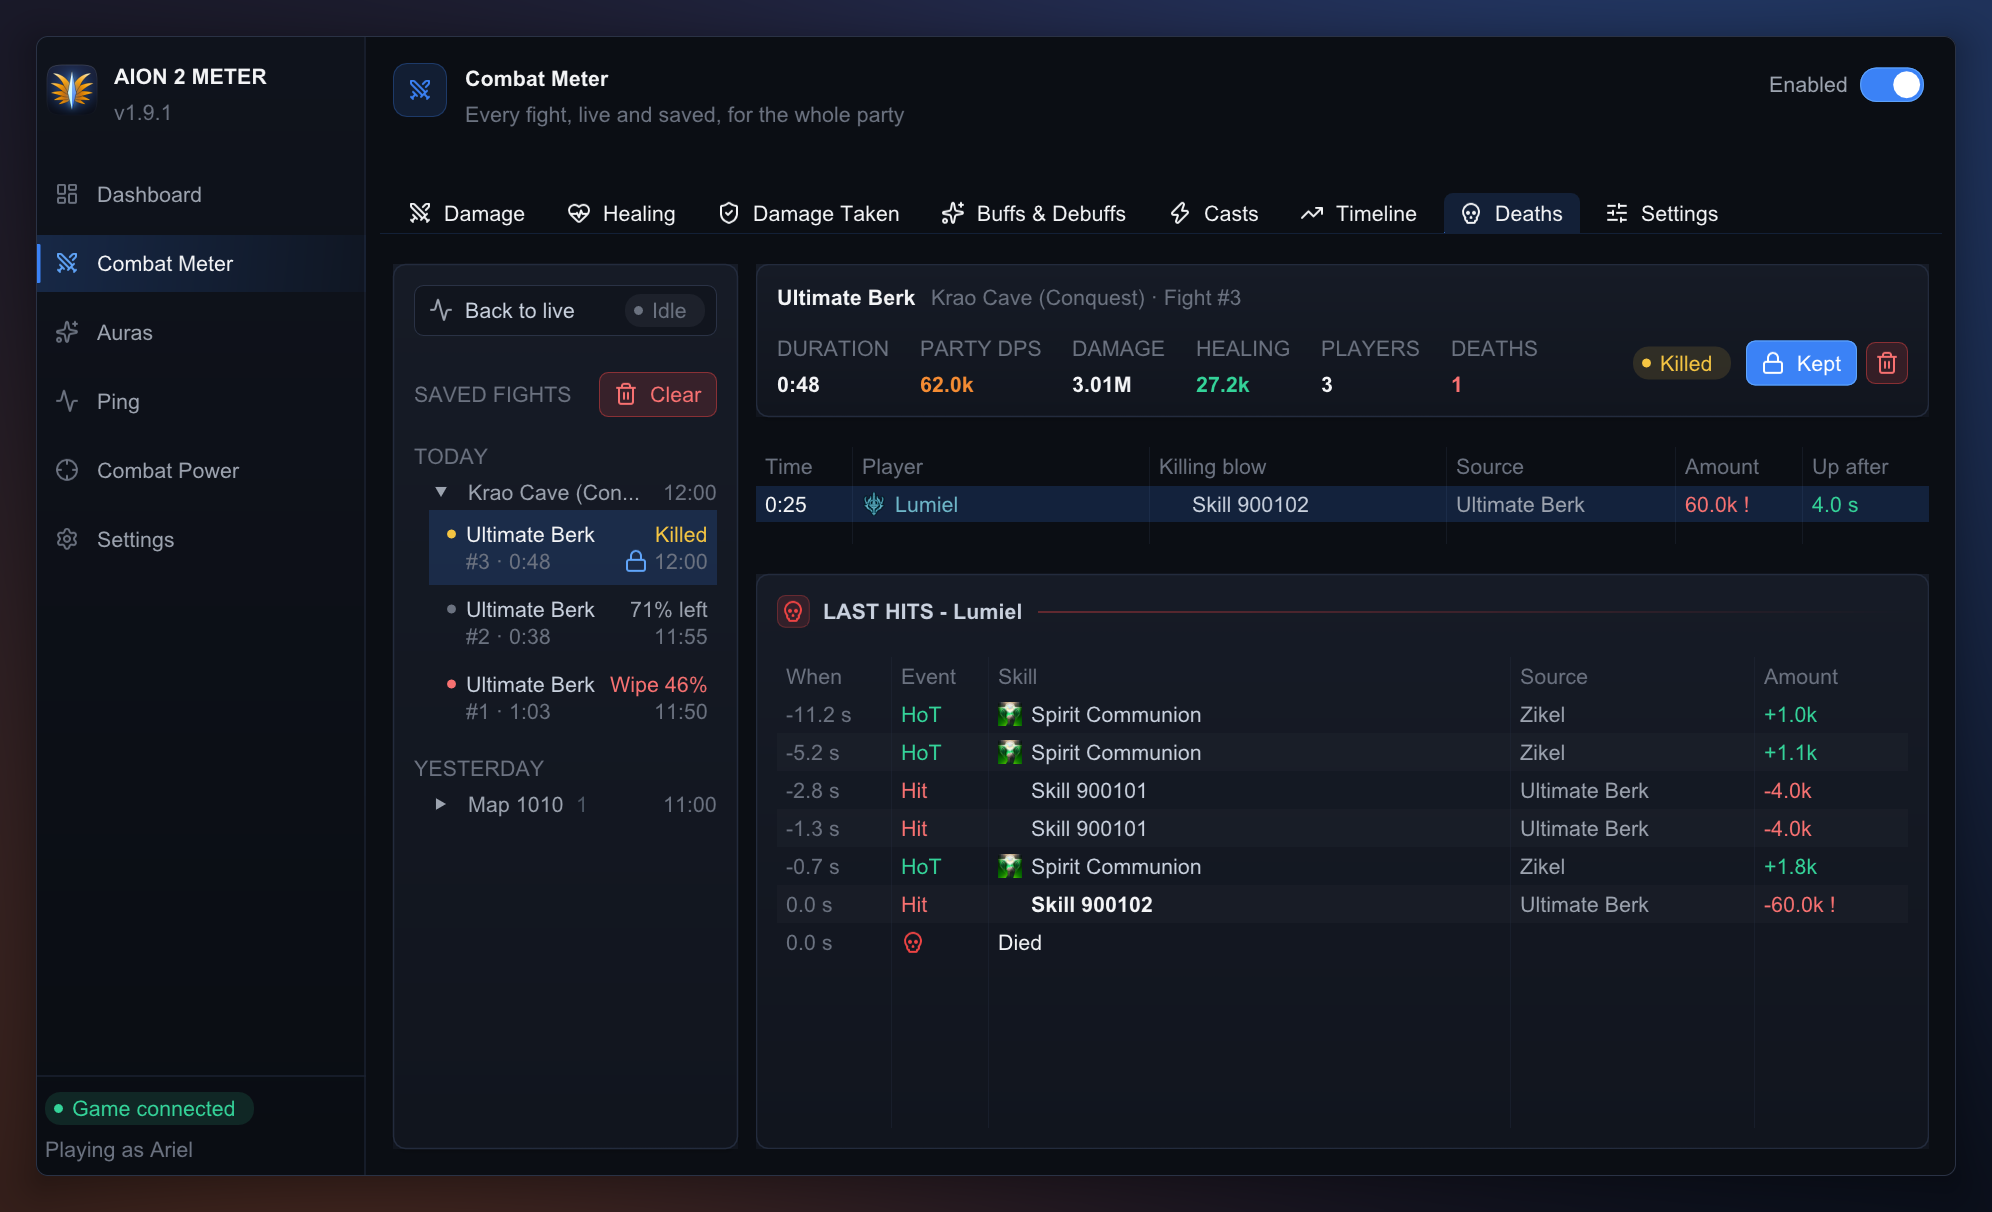 AION 2 METER
v1.9.1
Dashboard
Combat Meter
Auras
Ping
Combat Power
Settings
Game connected
Playing as Ariel
Combat Meter
Every fight, live and saved, for the whole party
Enabled
Damage Healing Damage Taken Buffs & Debuffs Casts Timeline Deaths Settings
Back to live Idle
SAVED FIGHTS Clear
TODAY
Krao Cave (Con... 12:00
Ultimate Berk Killed
#3 · 0:48 12:00
Ultimate Berk 71% left
#2 · 0:38 11:55
Ultimate Berk Wipe 46%
#1 · 1:03 11:50
YESTERDAY
Map 1010 1 11:00
Ultimate Berk Krao Cave (Conquest) · Fight #3
DURATION PARTY DPS DAMAGE HEALING PLAYERS DEATHS
0:48 62.0k 3.01M 27.2k 3 1
Killed Kept
Time Player Killing blow Source Amount Up after
0:25 Lumiel Skill 900102 Ultimate Berk 60.0k ! 4.0 s
LAST HITS - Lumiel
When Event Skill Source Amount
-11.2 s HoT Spirit Communion Zikel +1.0k
-5.2 s HoT Spirit Communion Zikel +1.1k
-2.8 s Hit Skill 900101 Ultimate Berk -4.0k
-1.3 s Hit Skill 900101 Ultimate Berk -4.0k
-0.7 s HoT Spirit Communion Zikel +1.8k
0.0 s Hit Skill 900102 Ultimate Berk -60.0k !
0.0 s Died